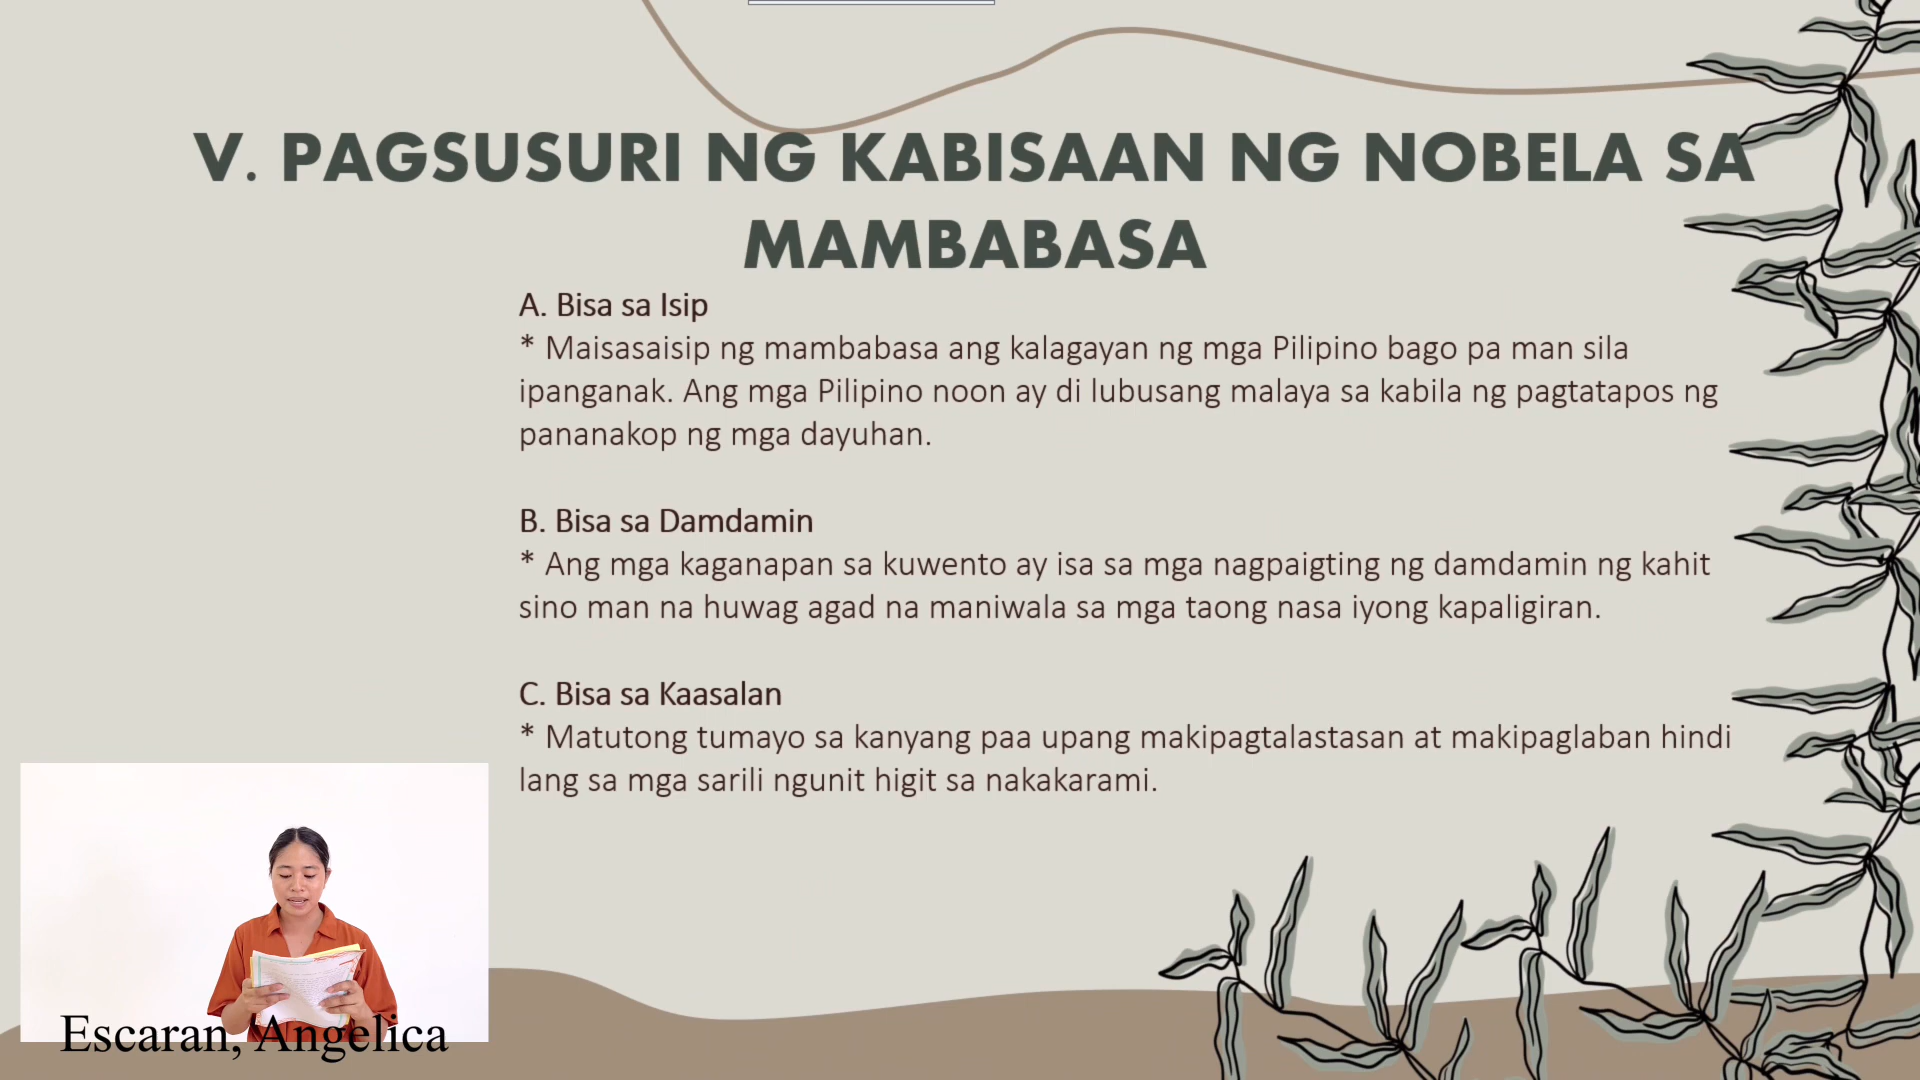 V. PAGSUSURI NG KABISAAN NG NOBELA SA
MAMBABASA
A. Bisa sa Isip
* Maisasaisip ng mambabasa ang kalagayan ng mga Pilipino bago pa man sila
ipanganak. Ang mga Pilipino noon ay di lubusang malaya sa kabila ng pagtatapos ng
pananakop ng mga dayuhan.
B. Bisa sa Damdamin
* Ang mga kaganapan sa kuwento ay isa sa mga nagpaigting ng damdamin ng kahit
sino man na huwag agad na maniwala sa mga taong nasa iyong kapaligiran.
C. Bisa sa Kaasalan
* Matutong tumayo sa kanyang paa upang makipagtalastasan at makipaglaban hindi
lang sa mga sarili ngunit higit sa nakakarami.
Escaran, Angelica